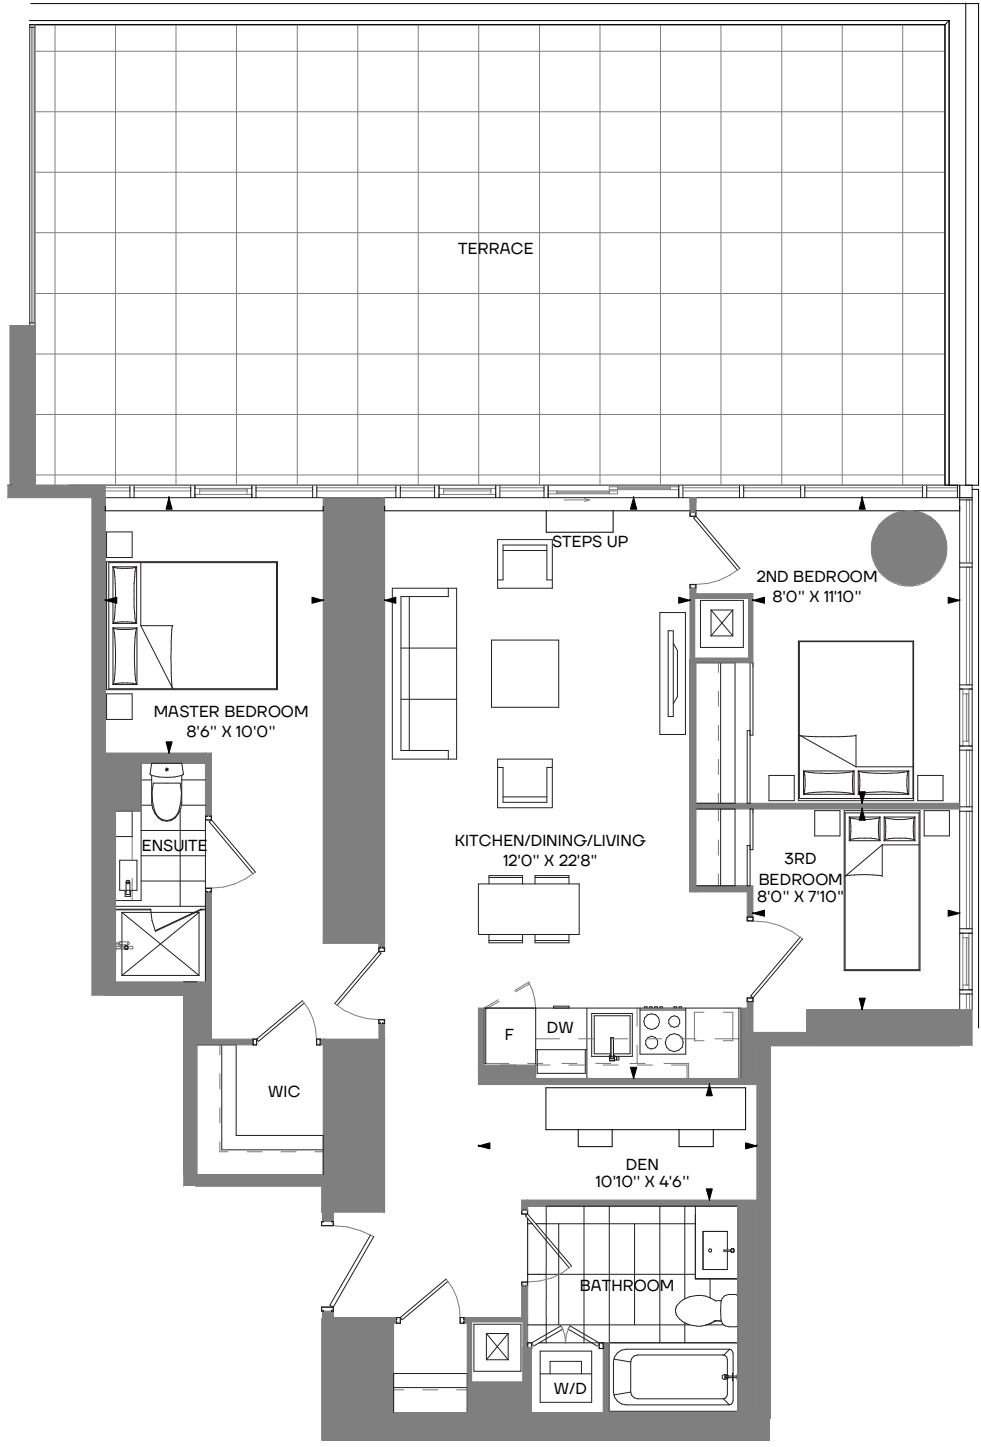 TERRACE
STEPS UP
2ND BEDROOM
8'0" X 11'10"
MASTER BEDROOM
8'6" X 10'0"
ENSUITE
KITCHEN/DINING/LIVING
12'0" X 22'8"
3RD
BEDROOM
8'0" X 7'10"
F
DW
WIC
DEN
10'10" X 4'6"
BATHROOM
W/D